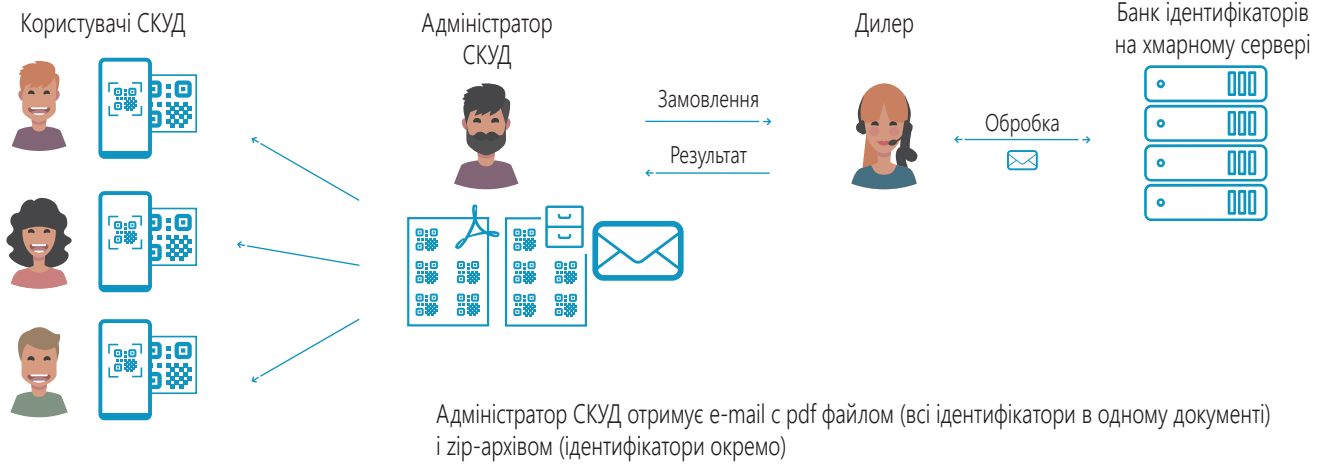 Користувачі СКУД
Адміністратор
СКУД
Дилер
Банк ідентифікаторів
на хмарному сервері
Замовлення
Результат
Обробка
Адміністратор СКУД отримує e-mail с pdf файлом (всі ідентифікатори в одному документі)
і zip-архівом (ідентифікатори окремо)